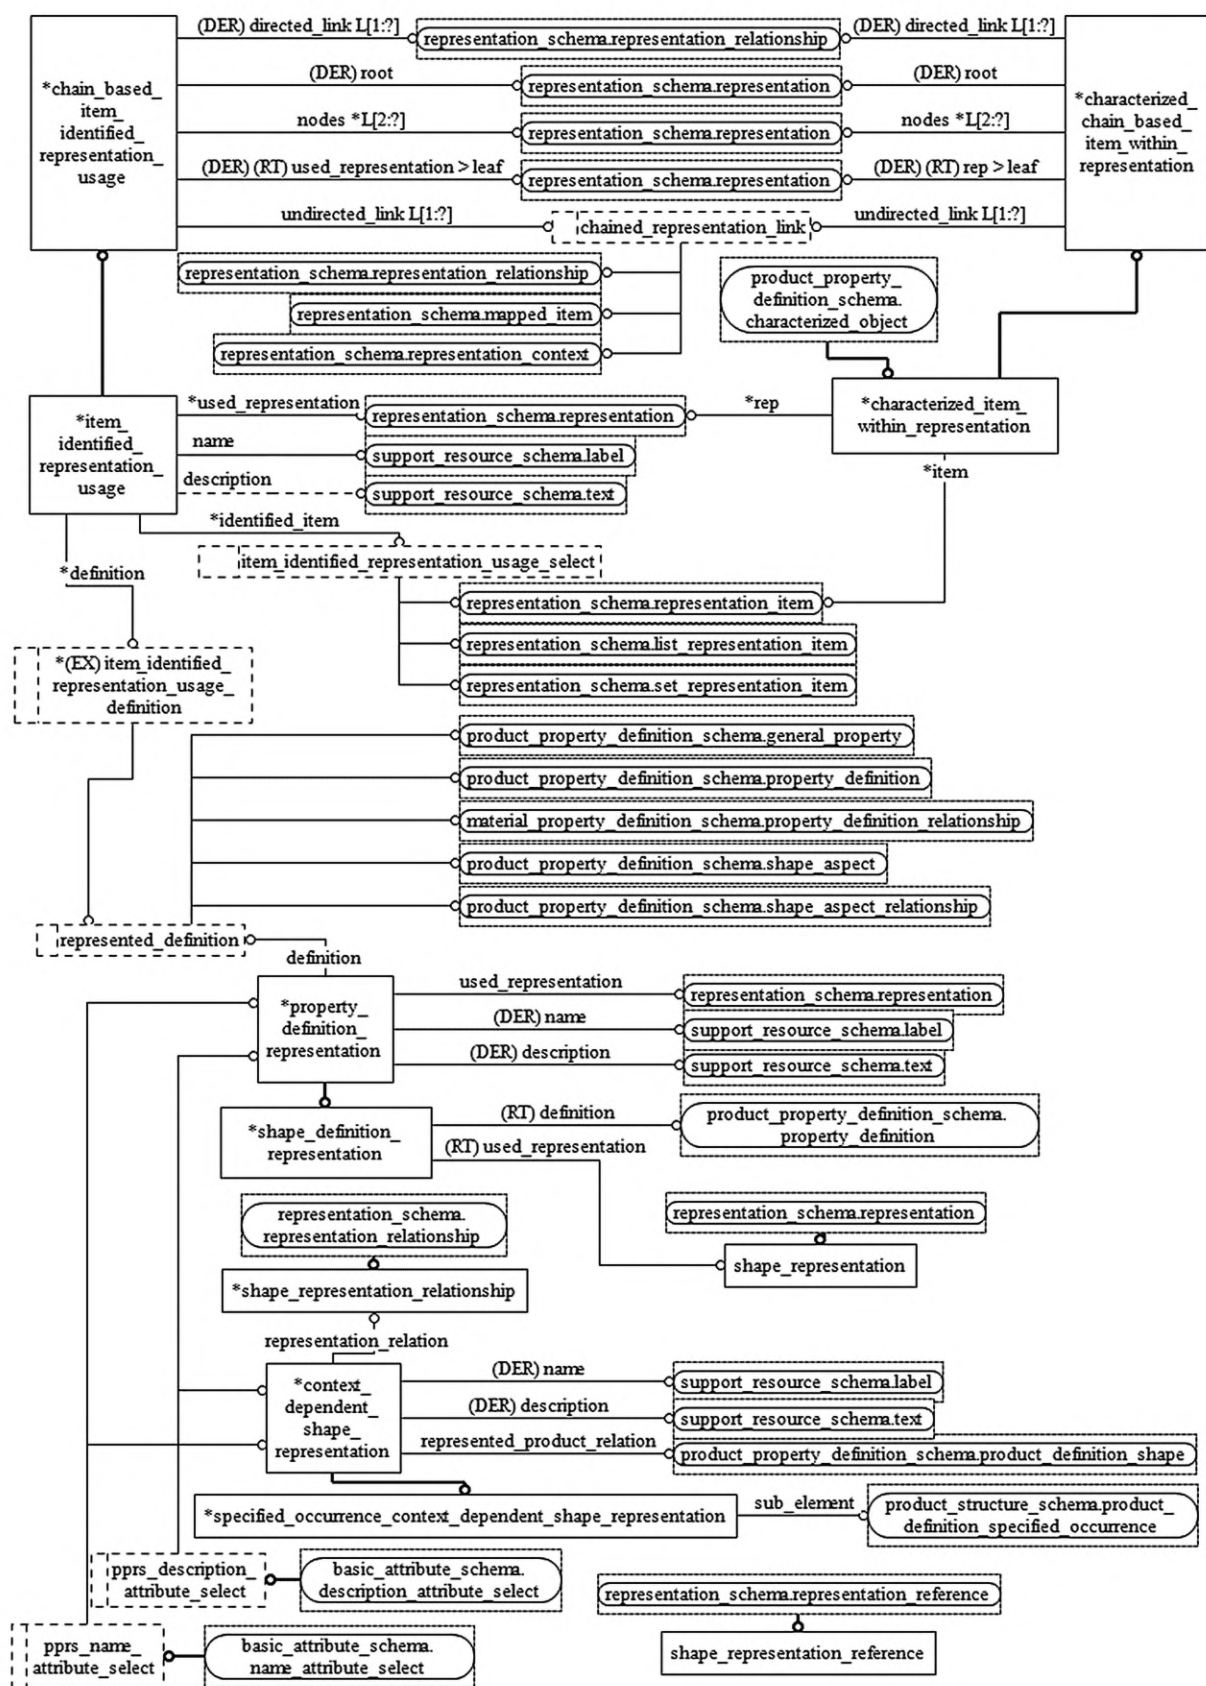 (DER) directed_link L[1:?]
representation_schema.representation_relationship
(DER) directed_link L[1:?]
*chain_based_
item_
identified_
representation_
usage
(DER) root
representation_schema.representation
(DER) root
*characterized_
chain_based_
item_within_
representation
nodes *L[2:?]
representation_schema.representation
nodes *L[2:?]
(DER) (RT) used_representation > leaf
representation_schema.representation
(DER) (RT) rep > leaf
undirected_link L[1:?]
chained_representation_link
undirected_link L[1:?]
representation_schema.representation_relationship
representation_schema.mapped_item
representation_schema.representation_context
product_property_
definition_schema.
characterized_object
*item_
identified_
representation_
usage
*used_representation
representation_schema.representation
*rep
*characterized_item_
within_representation
name
support_resource_schema.label
description
support_resource_schema.text
*item
*identified_item
item_identified_representation_usage_select
*definition
representation_schema.representation_item
representation_schema.list_representation_item
representation_schema.set_representation_item
*(EX) item_identified_
representation_usage_
definition
product_property_definition_schema.general_property
product_property_definition_schema.property_definition
material_property_definition_schema.property_definition_relationship
product_property_definition_schema.shape_aspect
product_property_definition_schema.shape_aspect_relationship
represented_definition
definition
*property_
definition_
representation
used_representation
representation_schema.representation
(DER) name
support_resource_schema.label
(DER) description
support_resource_schema.text
*shape_definition_
representation
(RT) definition
product_property_definition_schema.
property_definition
(RT) used_representation
representation_schema.
representation_relationship
representation_schema.representation
shape_representation
*shape_representation_relationship
representation_relation
*context_
dependent_
shape_
representation
(DER) name
support_resource_schema.label
(DER) description
support_resource_schema.text
represented_product_relation
product_property_definition_schema.product_definition_shape
*specified_occurrence_context_dependent_shape_representation
sub_element
product_structure_schema.product_
definition_specified_occurrence
pprs_description_
attribute_select
basic_attribute_schema.
description_attribute_select
representation_schema.representation_reference
shape_representation_reference
pprs_name_
attribute_select
basic_attribute_schema.
name_attribute_select